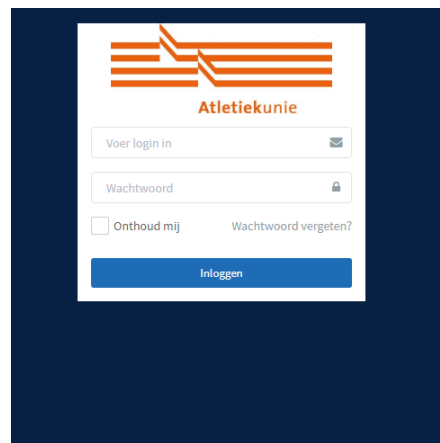 Atletiekunie
Voer login in
Wachtwoord
Onthoud mij Wachtwoord vergeten?
Inloggen